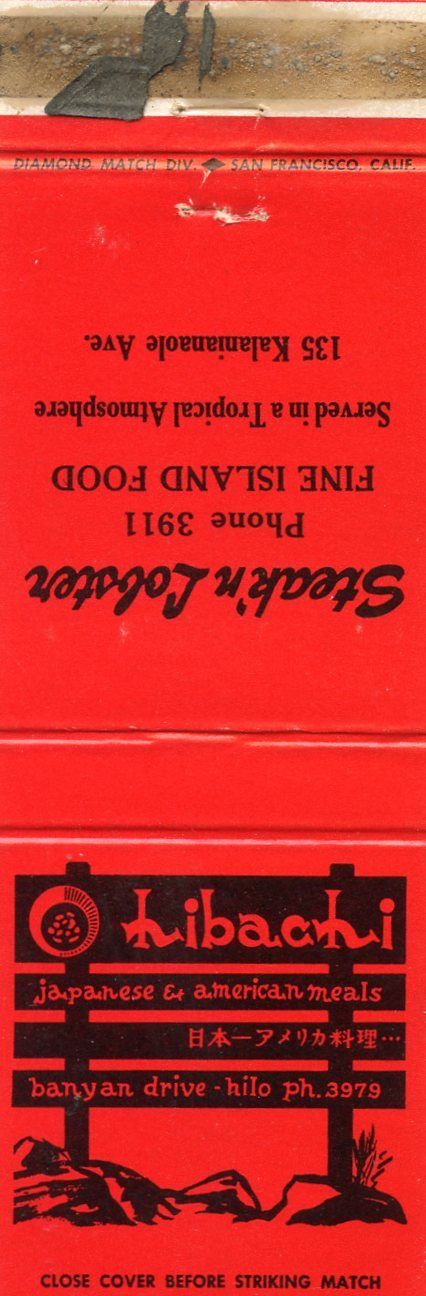 DIAMOND MATCH DIV. ◆ SAN FRANCISCO, CALIF.
Steak'n Lobster
Phone 3911
FINE ISLAND FOOD
Served in a Tropical Atmosphere
135 Kalanianaole Ave.
hibachi
japanese & american meals
日本一アメリカ料理…
banyan drive - hilo ph. 3979
CLOSE COVER BEFORE STRIKING MATCH